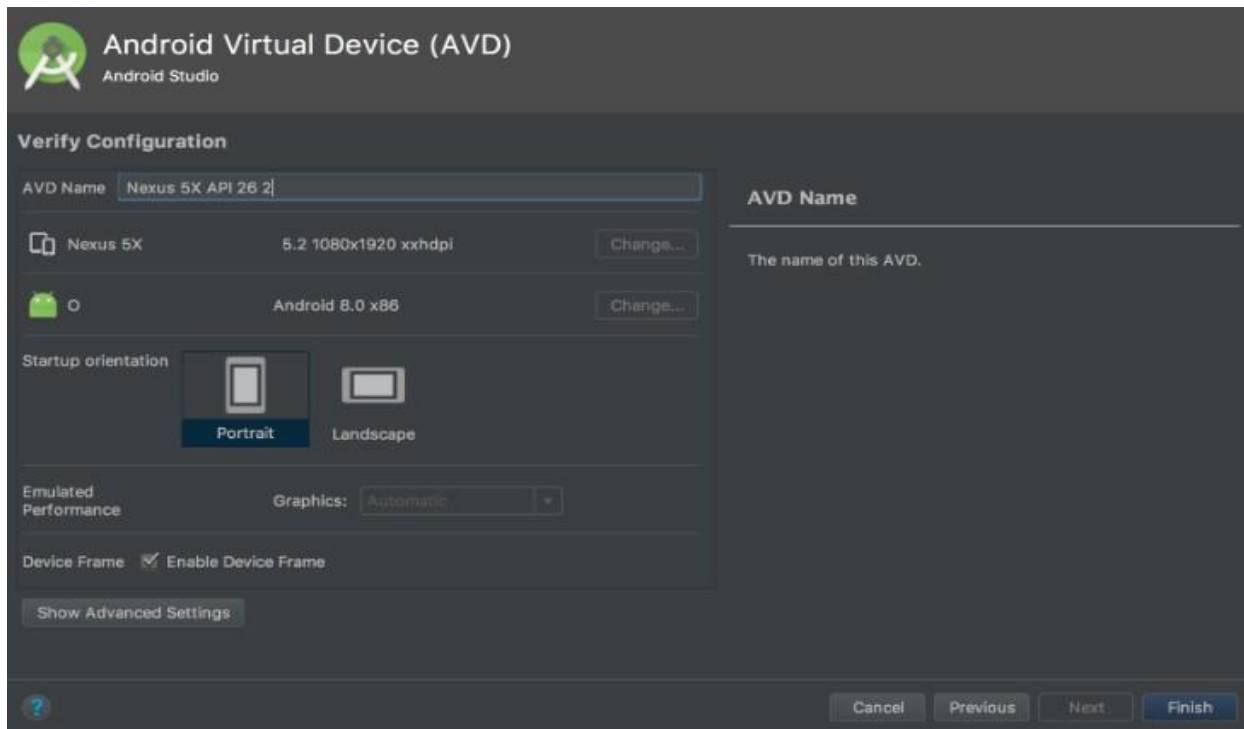 Android Virtual Device (AVD)
Android Studio
Verify Configuration
AVD Name Nexus 5X API 26 2
Nexus 5X 5.2 1080x1920 xxhdpi Change...
O Android 8.0 x86 Change...
Startup orientation
Portrait Landscape
Emulated
Performance
Graphics: Automatic
Device Frame Enable Device Frame
Show Advanced Settings
AVD Name
The name of this AVD.
? Cancel Previous Next Finish